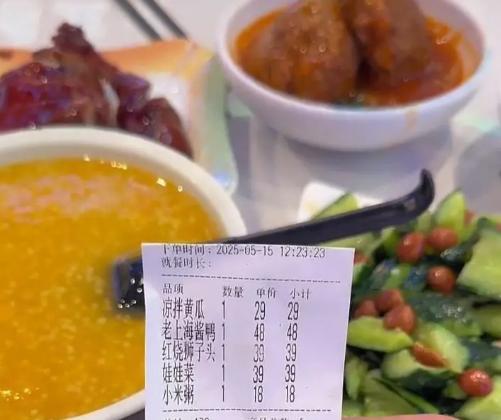 下单时间：2025-05-15 12:23:23
就餐时长：
品项 数量 单价 小计
凉拌黄瓜 1 29 29
老上海酱鸭 1 48 48
红烧狮子头 1 39 39
娃娃菜 1 39 39
小米粥 1 18 18